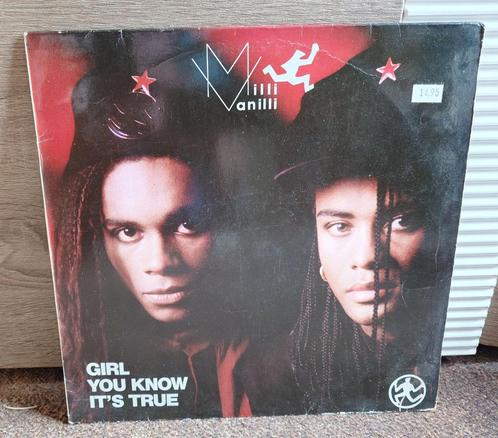 Milli
Vanilli
14.95
GIRL
YOU KNOW
IT'S TRUE